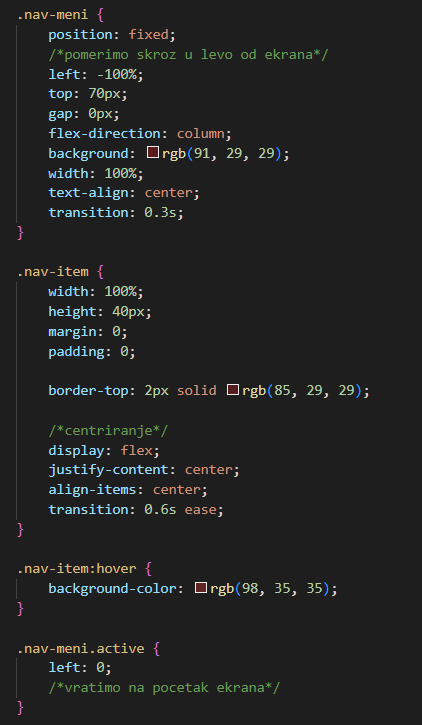 .nav-meni {
position: fixed;
/*pomerimo skroz u levo od ekrana*/
left: -100%;
top: 70px;
gap: 0px;
flex-direction: column;
background: rgb(91, 29, 29);
width: 100%;
text-align: center;
transition: 0.3s;
}
.nav-item {
width: 100%;
height: 40px;
margin: 0;
padding: 0;
border-top: 2px solid rgb(85, 29, 29);
/*centriranje*/
display: flex;
justify-content: center;
align-items: center;
transition: 0.6s ease;
}
.nav-item:hover {
background-color: rgb(98, 35, 35);
}
.nav-meni.active {
left: 0;
/*vratimo na pocetak ekrana*/
}